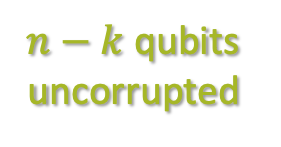 n − k qubits
uncorrupted